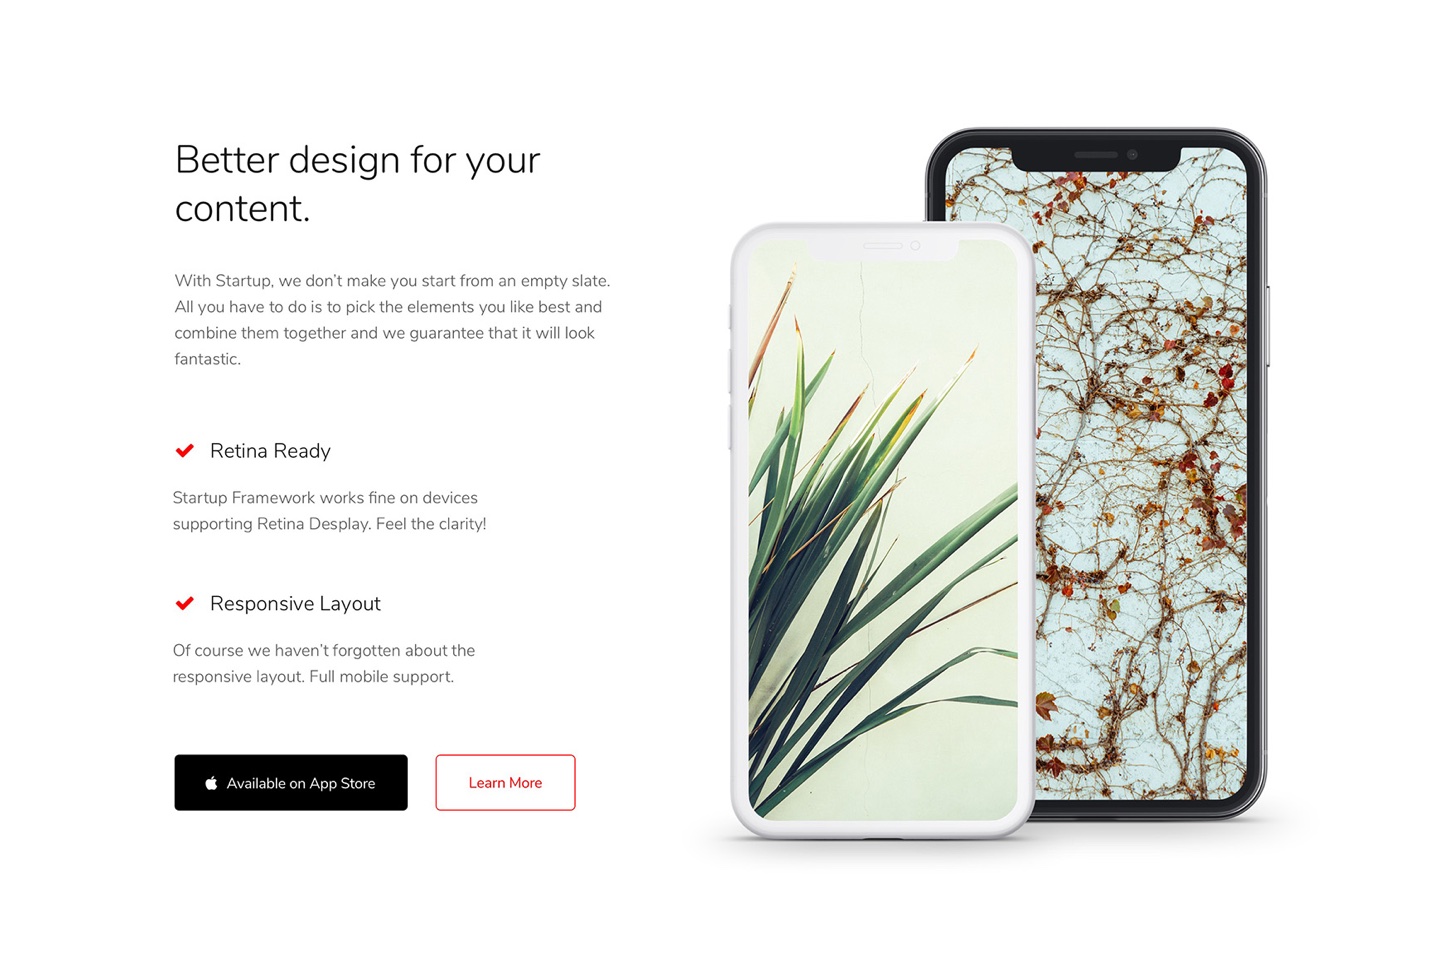 Better design for your
content.
With Startup, we don’t make you start from an empty slate.
All you have to do is to pick the elements you like best and
combine them together and we guarantee that it will look
fantastic.
Retina Ready
Startup Framework works fine on devices
supporting Retina Desplay. Feel the clarity!
Responsive Layout
Of course we haven’t forgotten about the
responsive layout. Full mobile support.
Available on App Store
Learn More